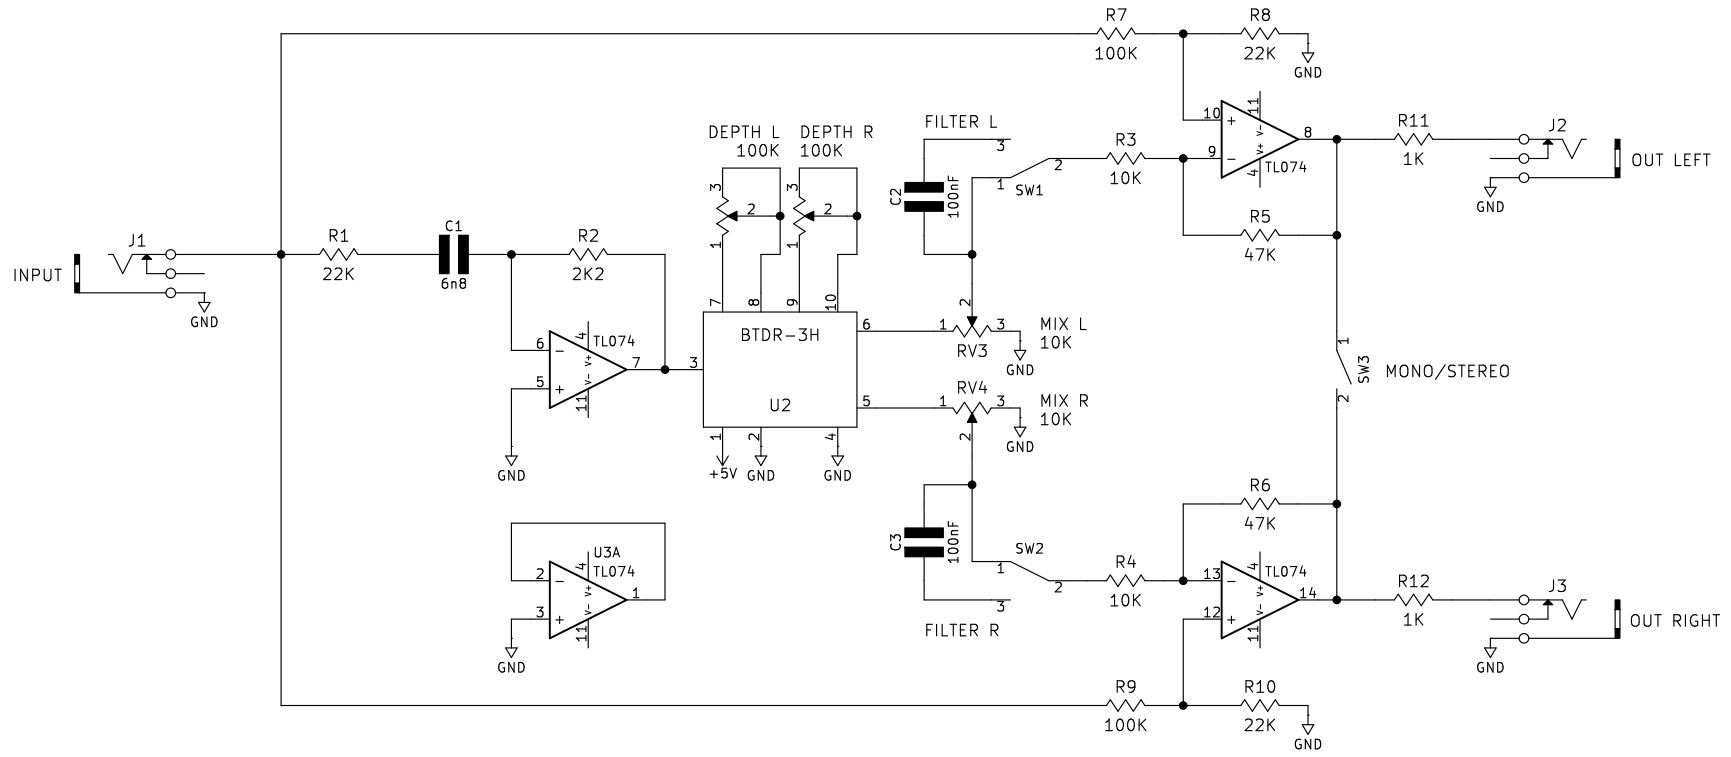 R7
100K
R8
22K
GND
10
+
11
V-
V+
4
9
-
8
TL074
R11
1K
J2
OUT LEFT
GND
FILTER L
3
2
1
SW1
C2
100nF
R3
10K
R5
47K
DEPTH L
100K
DEPTH R
100K
3
2
1
3
2
1
7
8
9
10
BTDR-3H
U2
3
6
5
1
2
4
+5V
GND
GND
INPUT
J1
GND
R1
22K
C1
6n8
R2
2K2
6
-
5
+
4
V+
V-
11
TL074
7
GND
2
1
3
RV3
MIX L
10K
GND
RV4
1
3
2
MIX R
10K
GND
1
SW3
2
MONO/STEREO
U3A
TL074
2
-
3
+
4
V+
V-
11
1
GND
C3
100nF
SW2
1
2
3
FILTER R
R4
10K
R6
47K
13
-
12
+
4
V+
V-
11
TL074
14
R12
1K
J3
OUT RIGHT
GND
R9
100K
R10
22K
GND